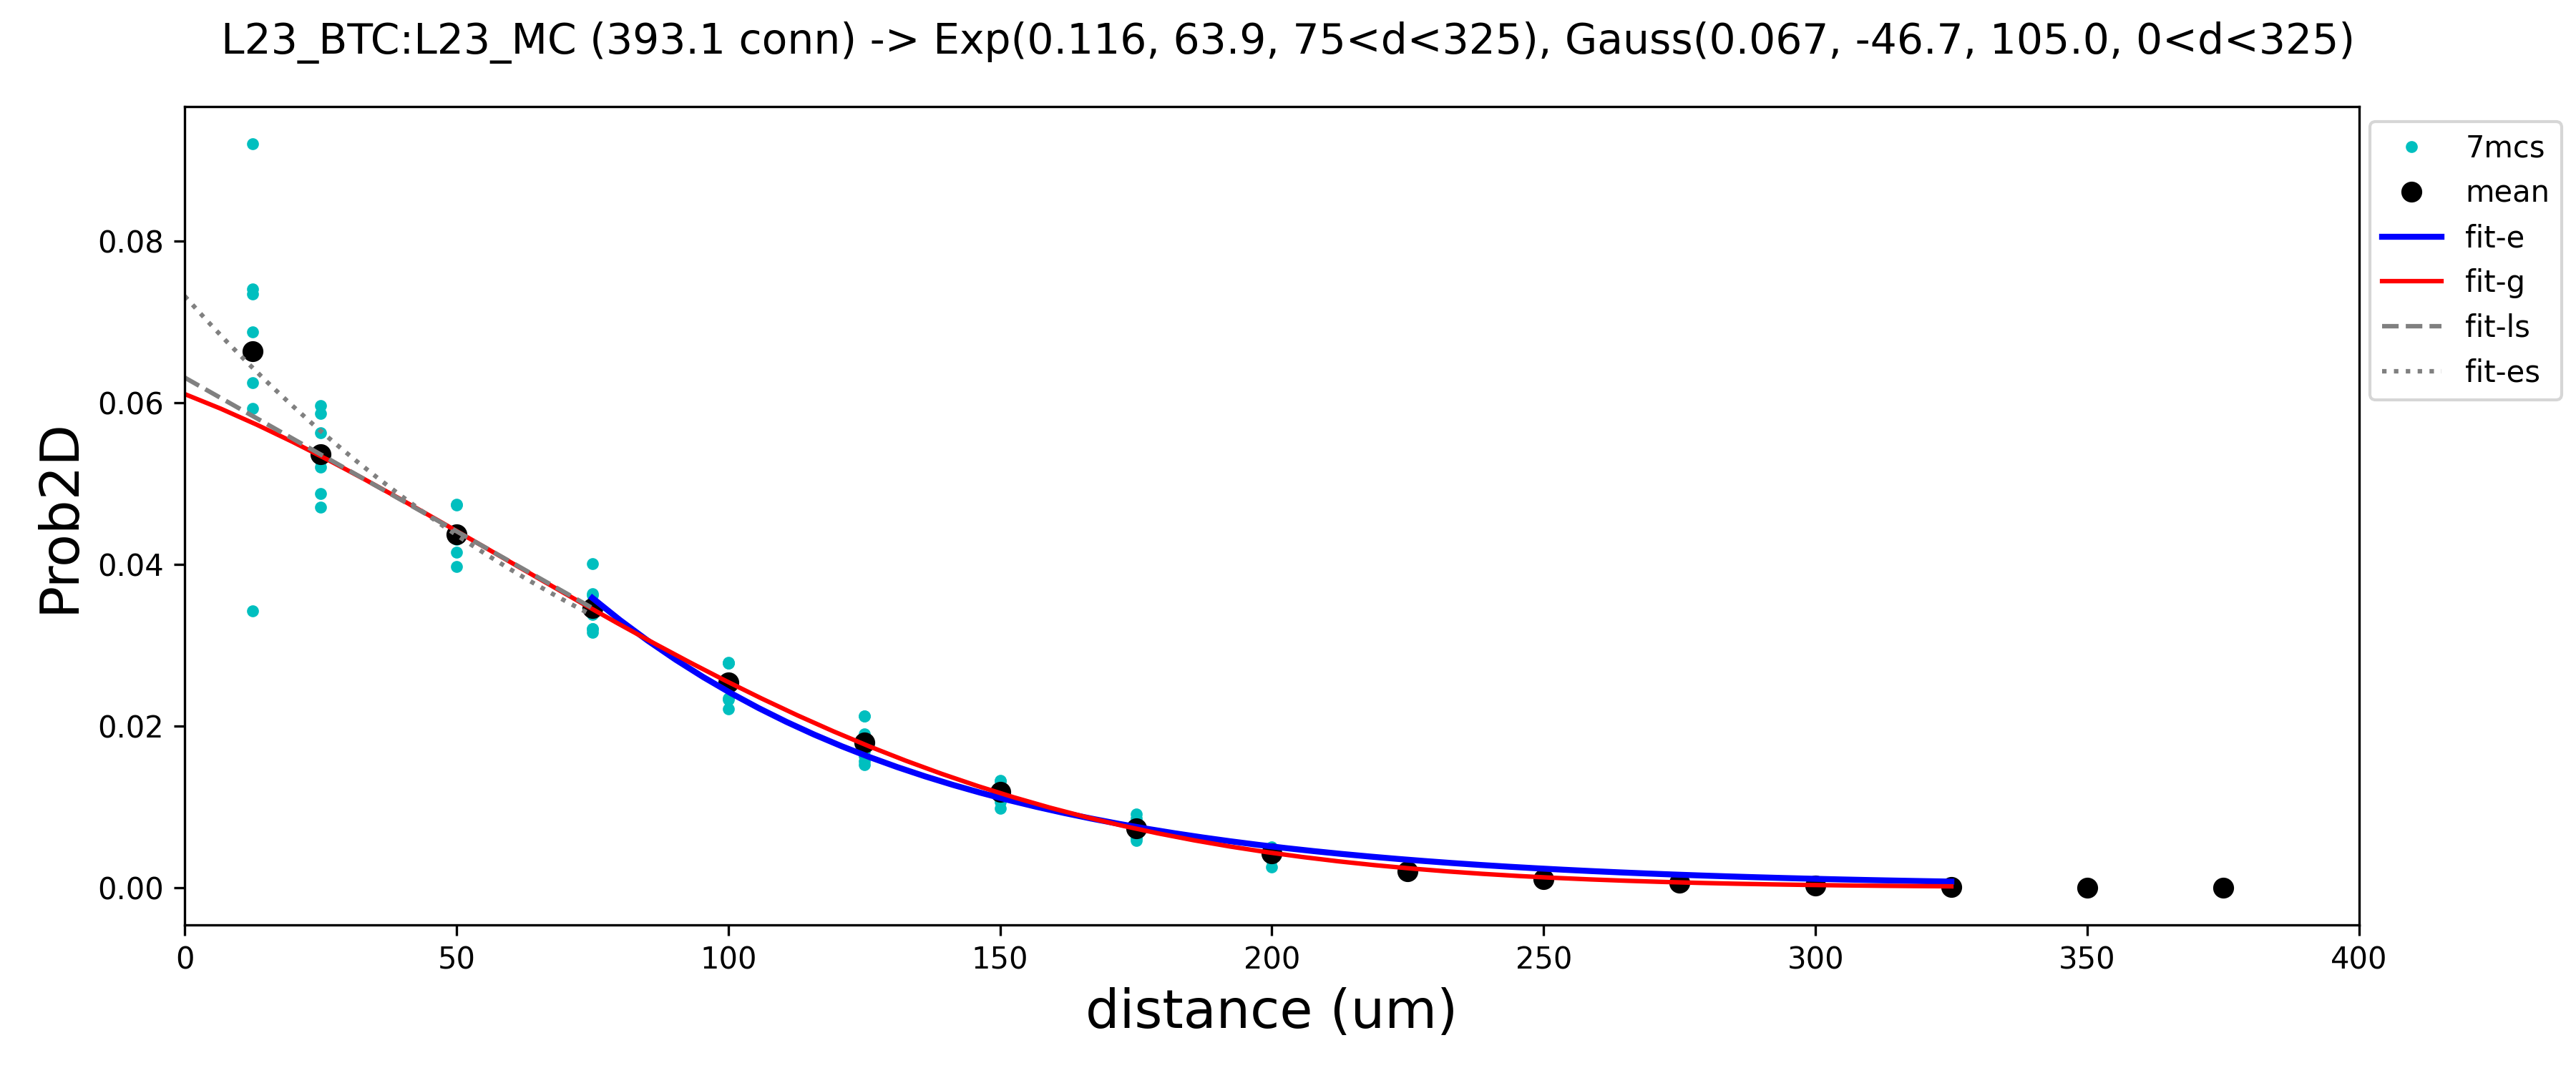 L23_BTC:L23_MC (393.1 conn) -> Exp(0.116, 63.9, 75<d<325), Gauss(0.067, -46.7, 105.0, 0<d<325)
7mcs
mean
fit-e
fit-g
fit-ls
fit-es
Prob2D
0.08
0.06
0.04
0.02
0.00
0 50 100 150 200 250 300 350 400
distance (um)